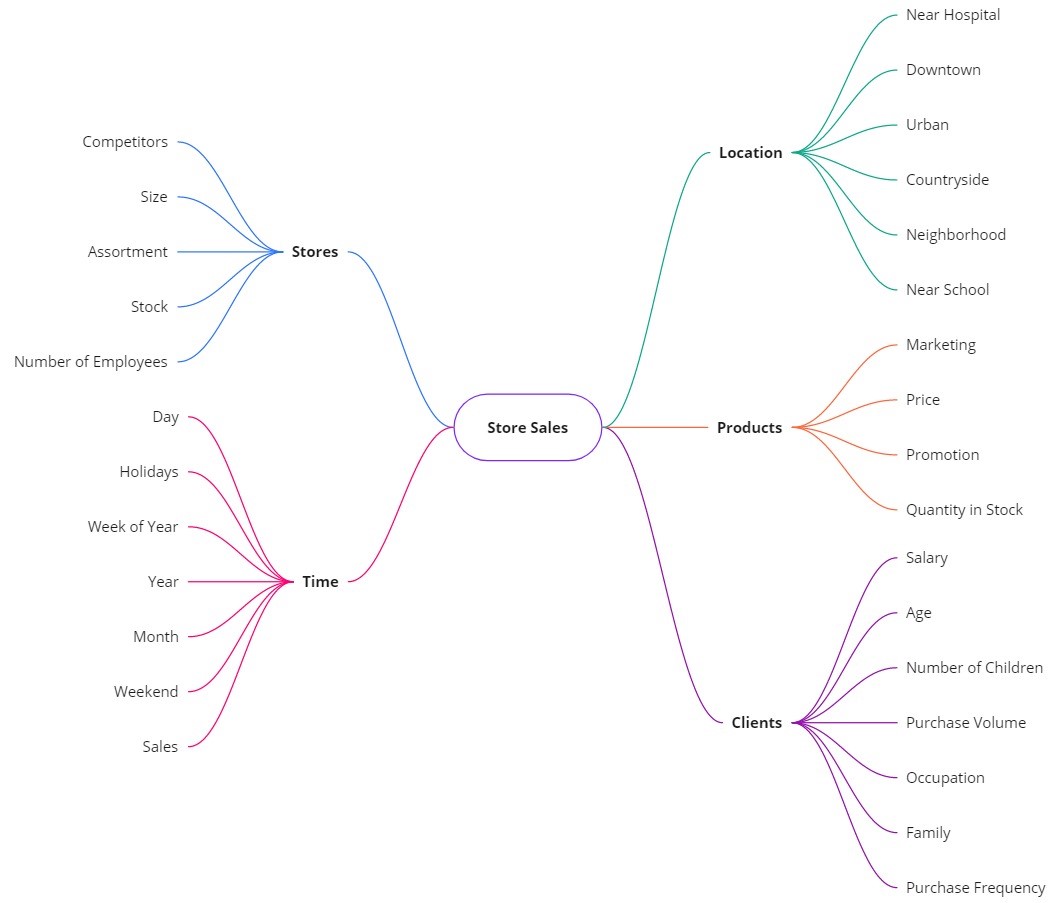 Store Sales
Stores
Competitors
Size
Assortment
Stock
Number of Employees
Time
Day
Holidays
Week of Year
Year
Month
Weekend
Sales
Location
Near Hospital
Downtown
Urban
Countryside
Neighborhood
Near School
Products
Marketing
Price
Promotion
Quantity in Stock
Clients
Salary
Age
Number of Children
Purchase Volume
Occupation
Family
Purchase Frequency